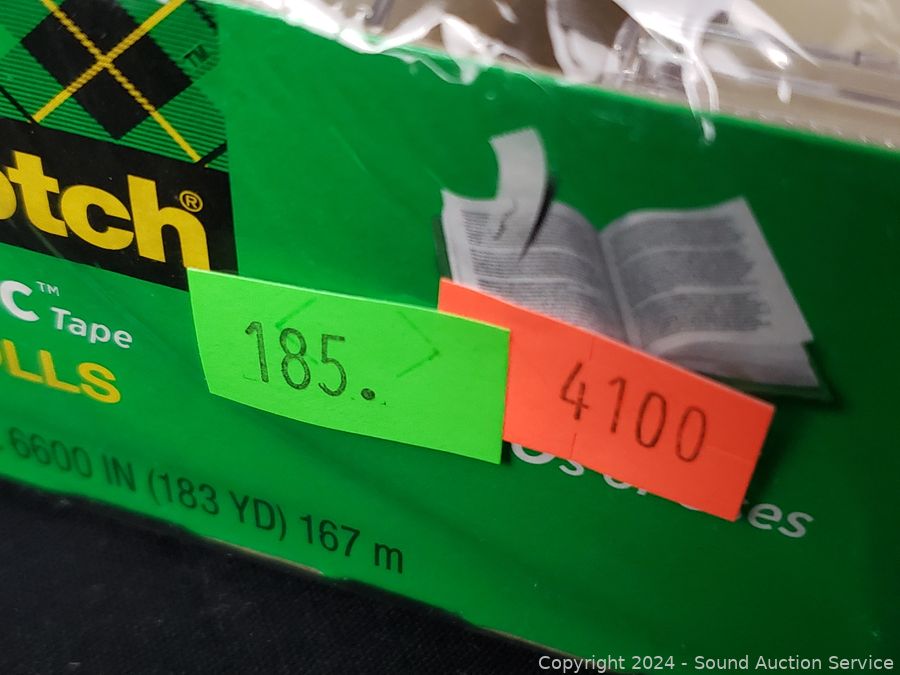 otch®
C™ Tape
LLS
6600 IN (183 YD) 167 m
185.
4100
es
Copyright 2024 - Sound Auction Service